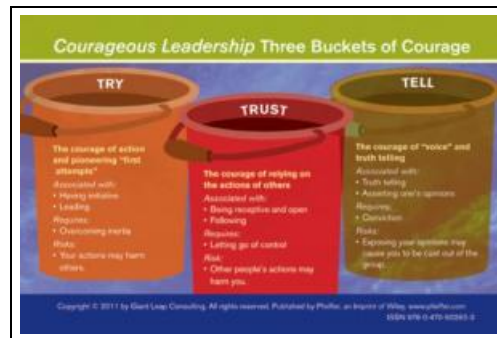 Courageous Leadership Three Buckets of Courage
TRY
The courage of action
and pioneering "first
attempts"
Associated with:
• Having initiative
• Leading
Requires:
• Overcoming inertia
Risks:
• Your actions may harm
others.
TRUST
The courage of relying on
the actions of others
Associated with:
• Being receptive and open
• Following
Requires:
• Letting go of control
Risk:
• Other people's actions may
harm you.
TELL
The courage of "voice" and
truth telling
Associated with:
• Truth telling
• Asserting one's opinions
Requires:
• Conviction
Risks:
• Exposing your opinions may
cause you to be cast out of the
group.
Copyright © 2011 by Giant Leap Consulting. All rights reserved. Published by Pfeiffer, an Imprint of Wiley. www.pfeiffer.com